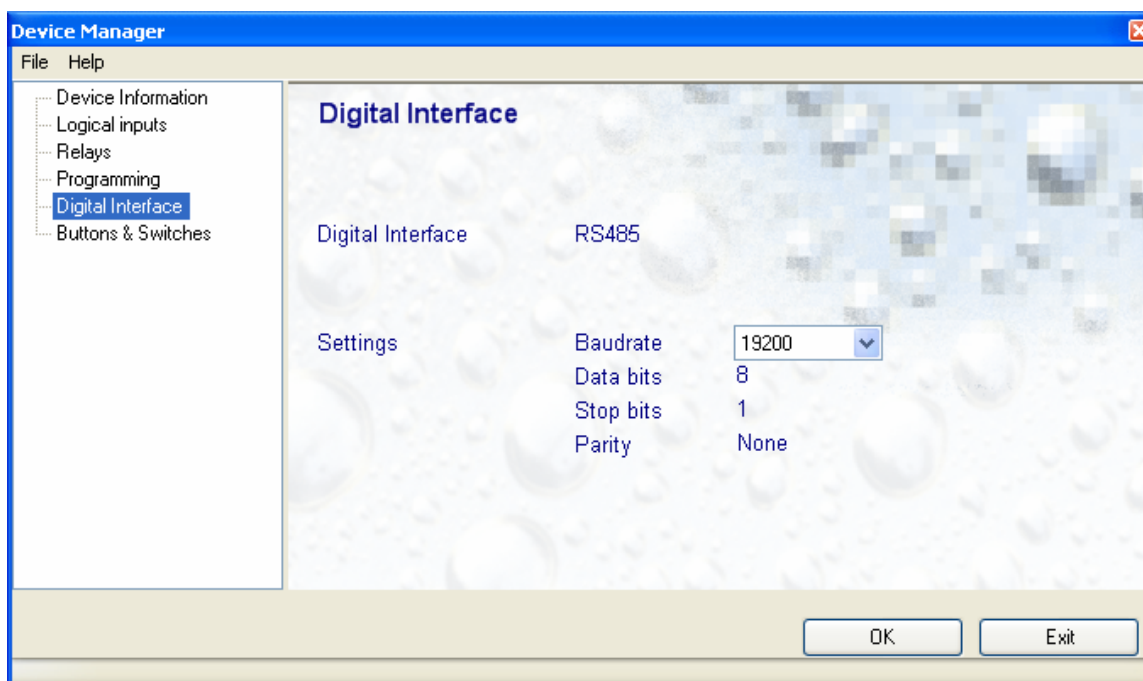 Device Manager
File Help
Device Information
Logical inputs
Relays
Programming
Digital Interface
Buttons & Switches
Digital Interface
Digital Interface RS485
Settings Baudrate 19200
Data bits 8
Stop bits 1
Parity None
OK Exit